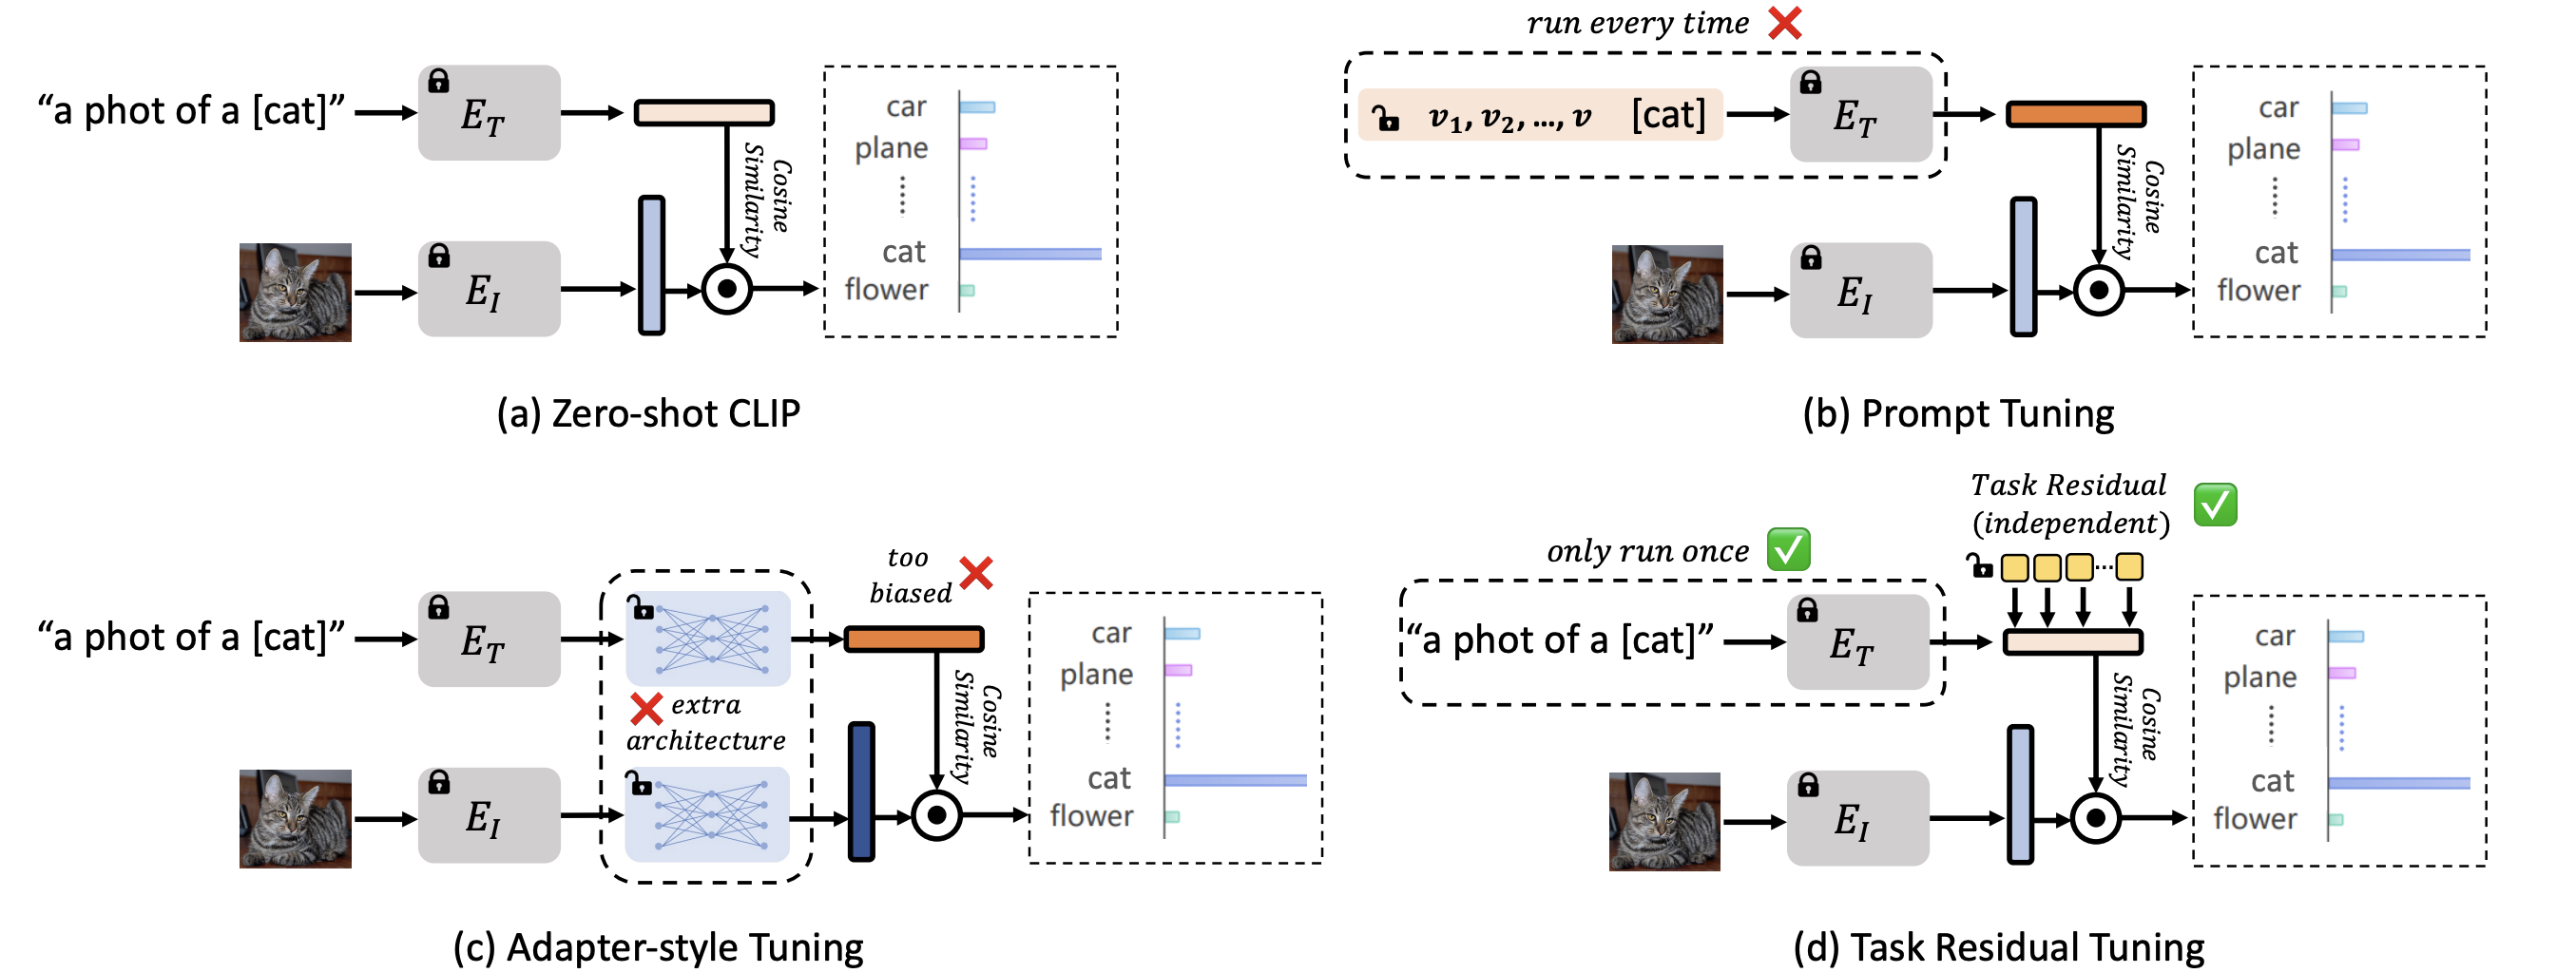 "a phot of a [cat]"
E_T
Cosine
Similarity
E_I
car
plane
cat
flower
(a) Zero-shot CLIP
run every time
v_1, v_2, ..., v [cat]
E_T
Cosine
Similarity
E_I
car
plane
cat
flower
(b) Prompt Tuning
"a phot of a [cat]"
E_T
extra
architecture
E_I
too
biased
Cosine
Similarity
car
plane
cat
flower
(c) Adapter-style Tuning
only run once
Task Residual
(independent)
"a phot of a [cat]"
E_T
...
Cosine
Similarity
E_I
car
plane
cat
flower
(d) Task Residual Tuning